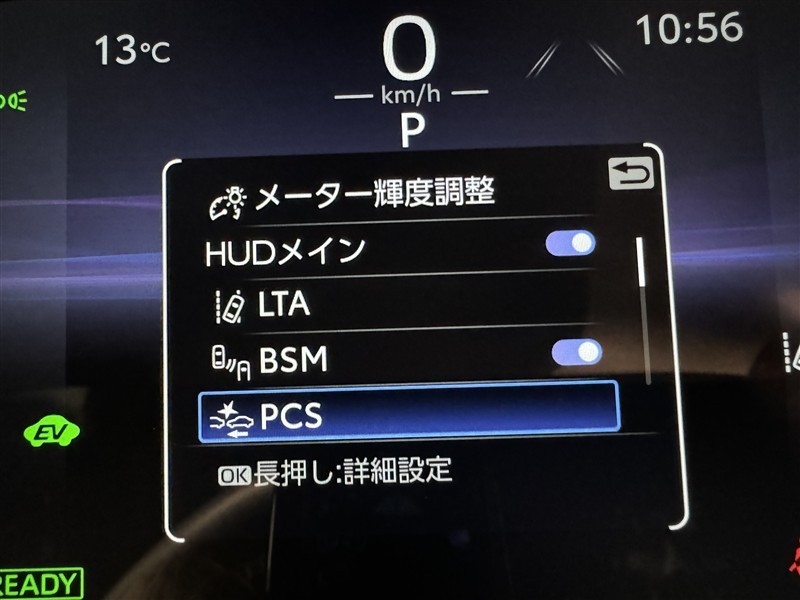 13℃
0
10:56
km/h
P
メーター輝度調整
HUDメイン
LTA
BSM
PCS
OK長押し:詳細設定
EV
READY